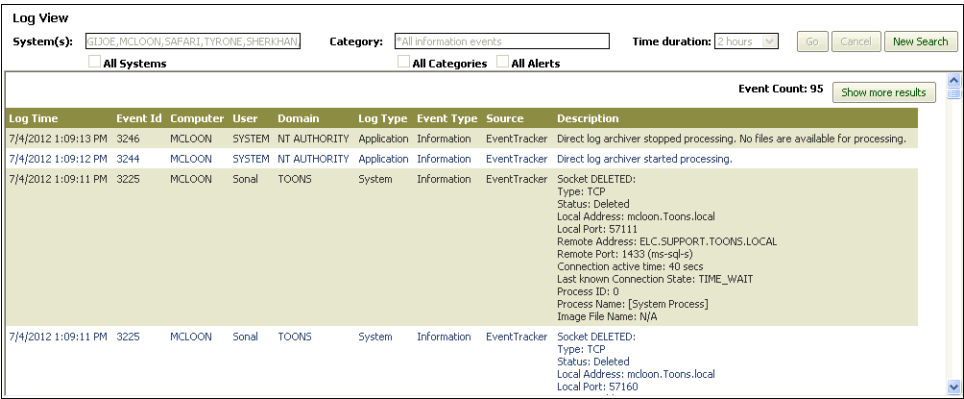 Log View
System(s): GIJOE,MCLOON,SAFARI,TYRONE,SHERKHAN, Category: *All information events Time duration: 2 hours Go Cancel New Search
All Systems All Categories All Alerts
Event Count: 95 Show more results
Log Time Event Id Computer User Domain Log Type Event Type Source Description
7/4/2012 1:09:13 PM 3246 MCLOON SYSTEM NT AUTHORITY Application Information EventTracker Direct log archiver stopped processing. No files are available for processing.
7/4/2012 1:09:12 PM 3244 MCLOON SYSTEM NT AUTHORITY Application Information EventTracker Direct log archiver started processing.
7/4/2012 1:09:11 PM 3225 MCLOON Sonal TOONS System Information EventTracker Socket DELETED:
Type: TCP
Status: Deleted
Local Address: mcloon.Toons.local
Local Port: 57111
Remote Address: ELC.SUPPORT.TOONS.LOCAL
Remote Port: 1433 (ms-sql-s)
Connection active time: 40 secs
Last known Connection State: TIME_WAIT
Process ID: 0
Process Name: [System Process]
Image File Name: N/A
7/4/2012 1:09:11 PM 3225 MCLOON Sonal TOONS System Information EventTracker Socket DELETED:
Type: TCP
Status: Deleted
Local Address: mcloon.Toons.local
Local Port: 57160